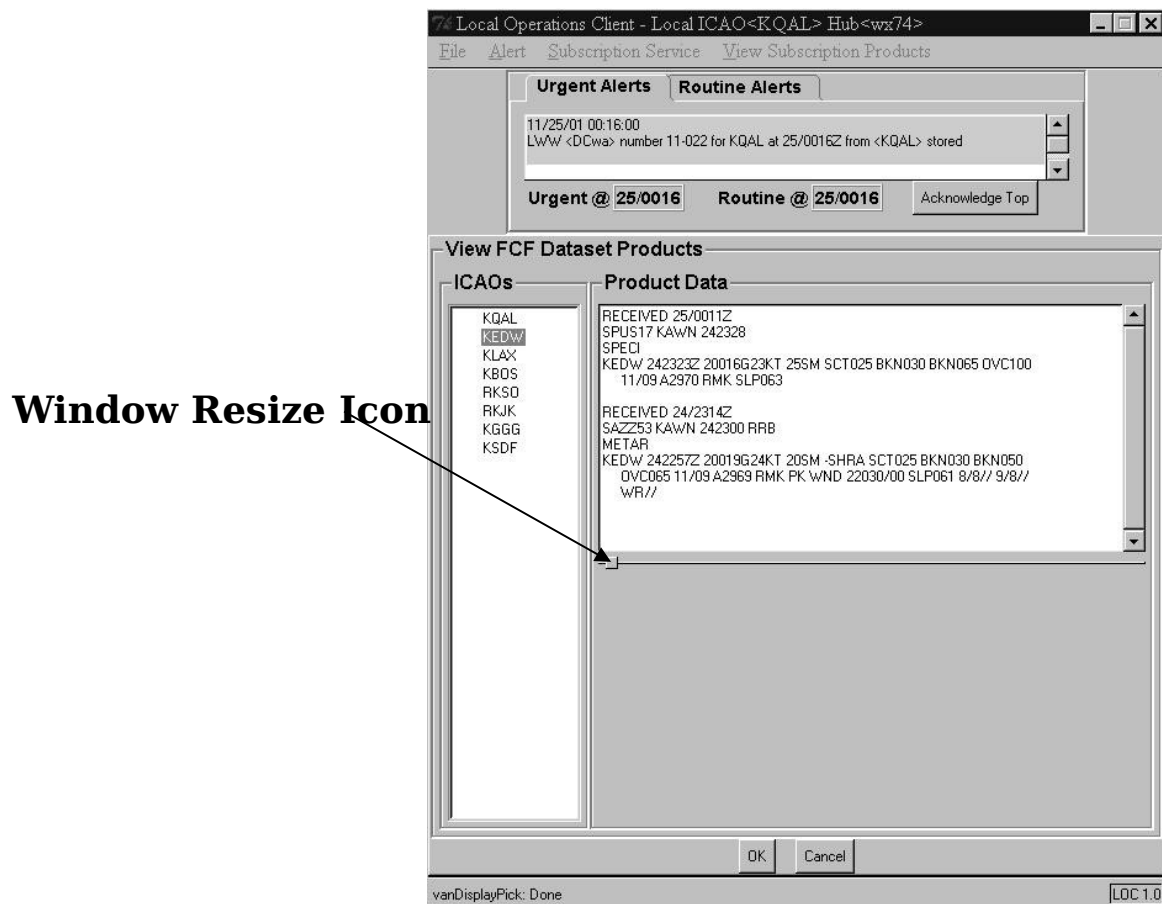 74 Local Operations Client - Local ICAO<KQAL> Hub<wx74>
File Alert Subscription Service View Subscription Products
Urgent Alerts Routine Alerts
11/25/01 00:16:00
LWW <DCwa> number 11-022 for KQAL at 25/0016Z from <KQAL> stored
Urgent @ 25/0016 Routine @ 25/0016 Acknowledge Top
View FCF Dataset Products
ICAOs
KQAL
KEDW
KLAX
KBOS
RKSO
RKJK
KGGG
KSDF
Product Data
RECEIVED 25/0011Z
SPUS17 KAWN 242328
SPECI
KEDW 242323Z 20016G23KT 25SM SCT025 BKN030 BKN065 OVC100
11/09 A2970 RMK SLP063
RECEIVED 24/2314Z
SAZZ53 KAWN 242300 RRB
METAR
KEDW 242257Z 20019G24KT 20SM -SHRA SCT025 BKN030 BKN050
OVC065 11/09 A2969 RMK PK WND 22030/00 SLP061 8/8// 9/8//
WR//
Window Resize Icon
OK Cancel
vanDisplayPick: Done LOC 1.0